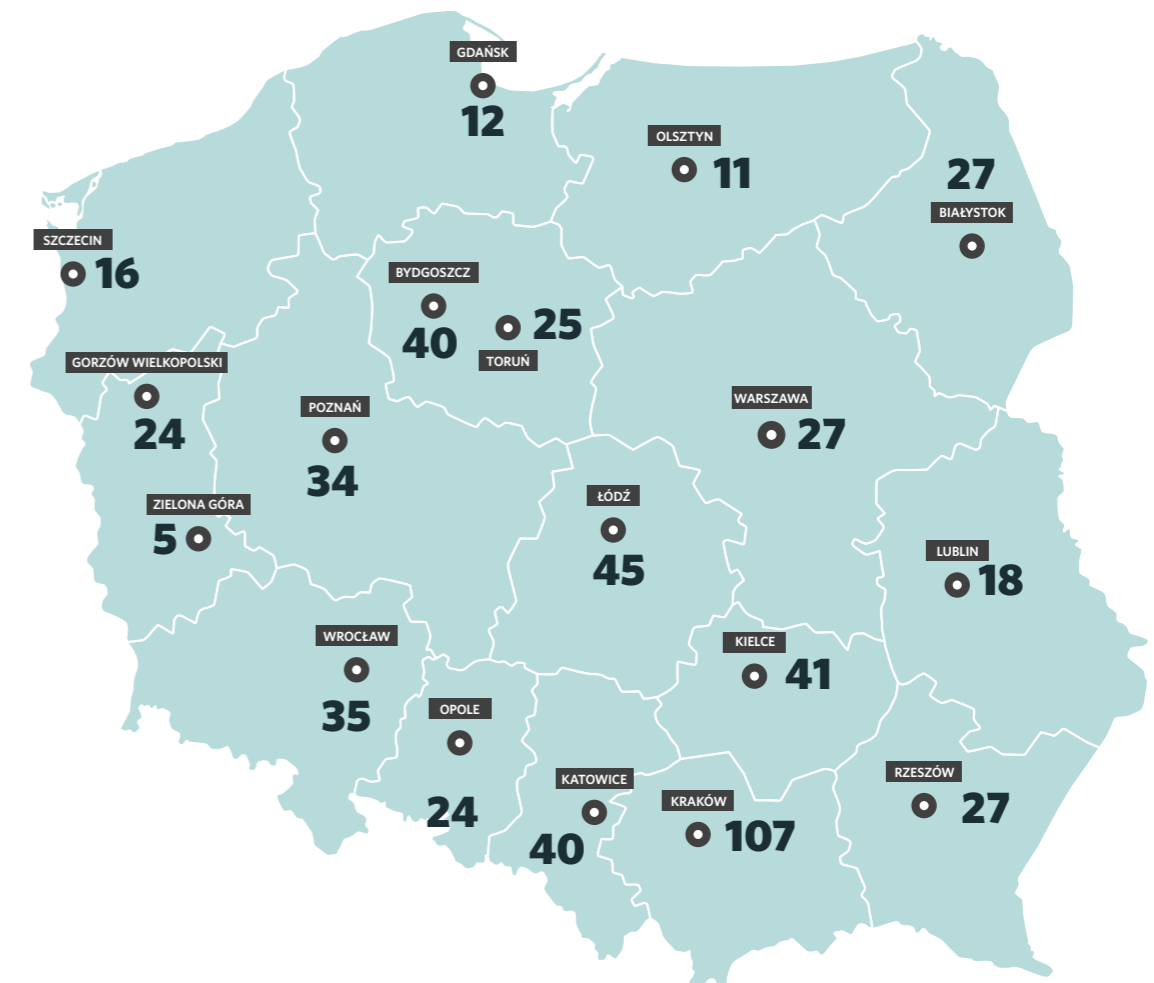 GDAŃSK
12
OLSZTYN
11
27
BIAŁYSTOK
SZCZECIN
16
BYDGOSZCZ
40
25
TORUŃ
GORZÓW WIELKOPOLSKI
24
POZNAŃ
34
WARSZAWA
27
ZIELONA GÓRA
5
ŁÓDŹ
45
LUBLIN
18
WROCŁAW
35
KIELCE
41
OPOLE
24
KATOWICE
40
KRAKÓW
107
RZESZÓW
27